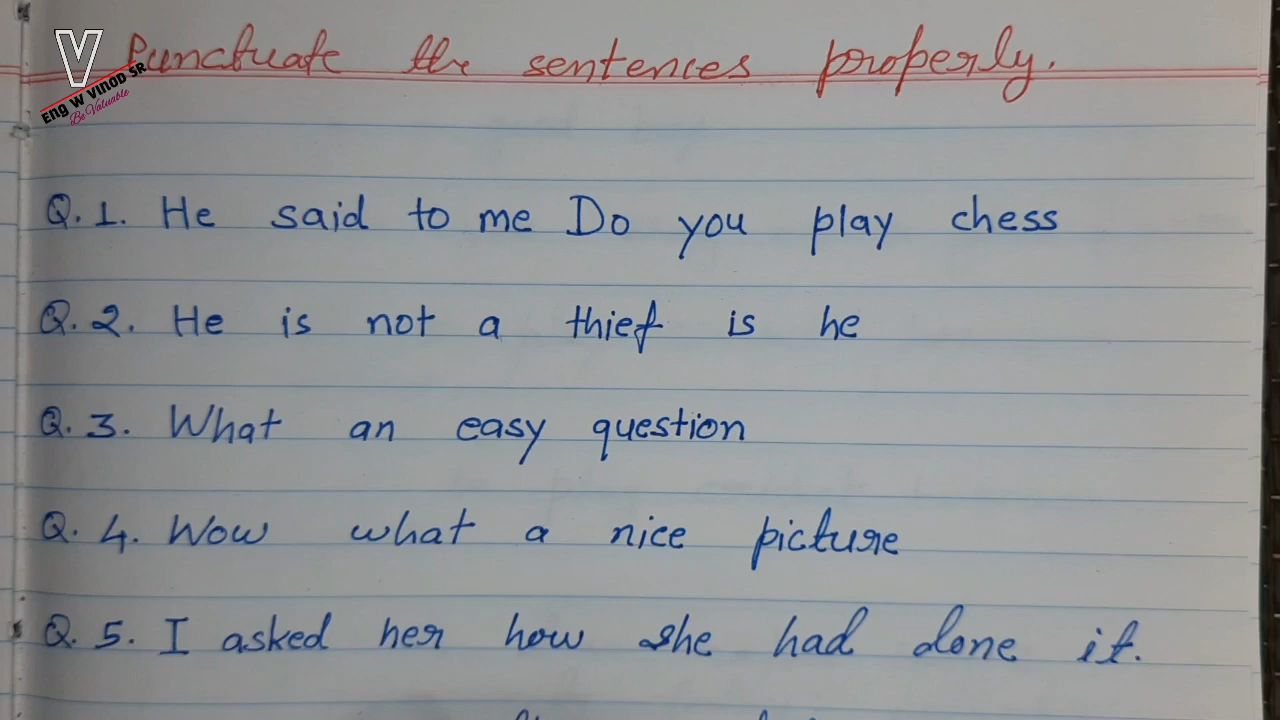 V
Eng W Vinod SR
Be Valuable
Punctuate the sentences properly.
Q.1. He said to me Do you play chess
Q.2. He is not a thief is he
Q.3. What an easy question
Q.4. Wow what a nice picture
Q.5. I asked her how she had done it.